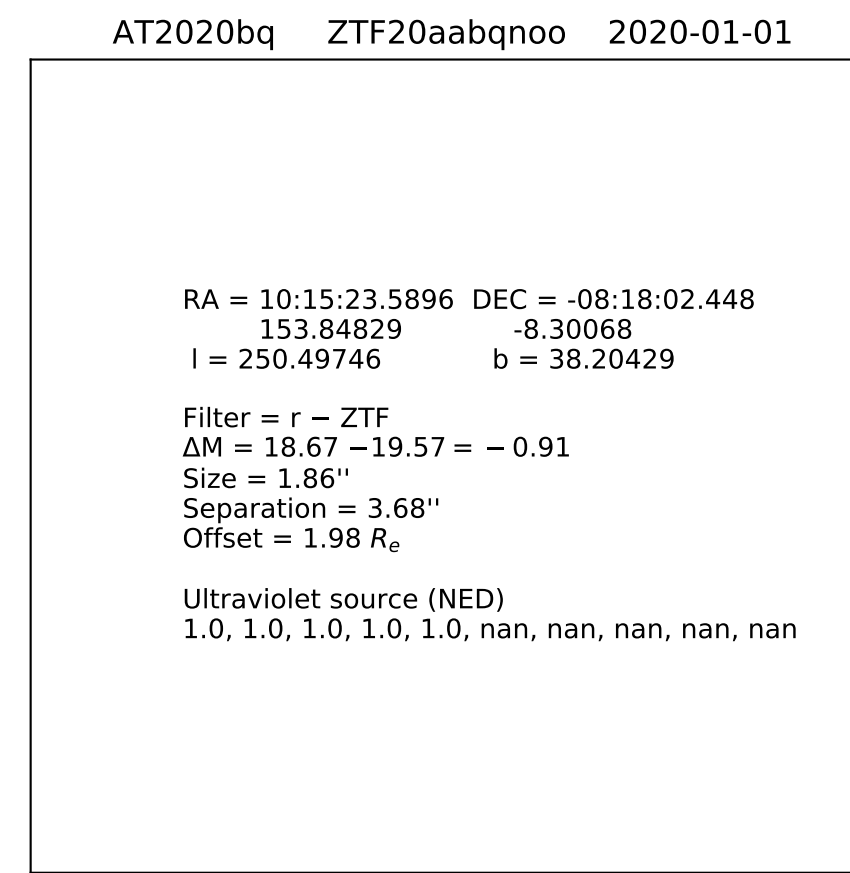 AT2020bq ZTF20aabqnoo 2020-01-01
RA = 10:15:23.5896 DEC = -08:18:02.448
153.84829 -8.30068
l = 250.49746 b = 38.20429
Filter = r − ZTF
ΔM = 18.67 −19.57 = − 0.91
Size = 1.86''
Separation = 3.68''
Offset = 1.98 Re
Ultraviolet source (NED)
1.0, 1.0, 1.0, 1.0, 1.0, nan, nan, nan, nan, nan